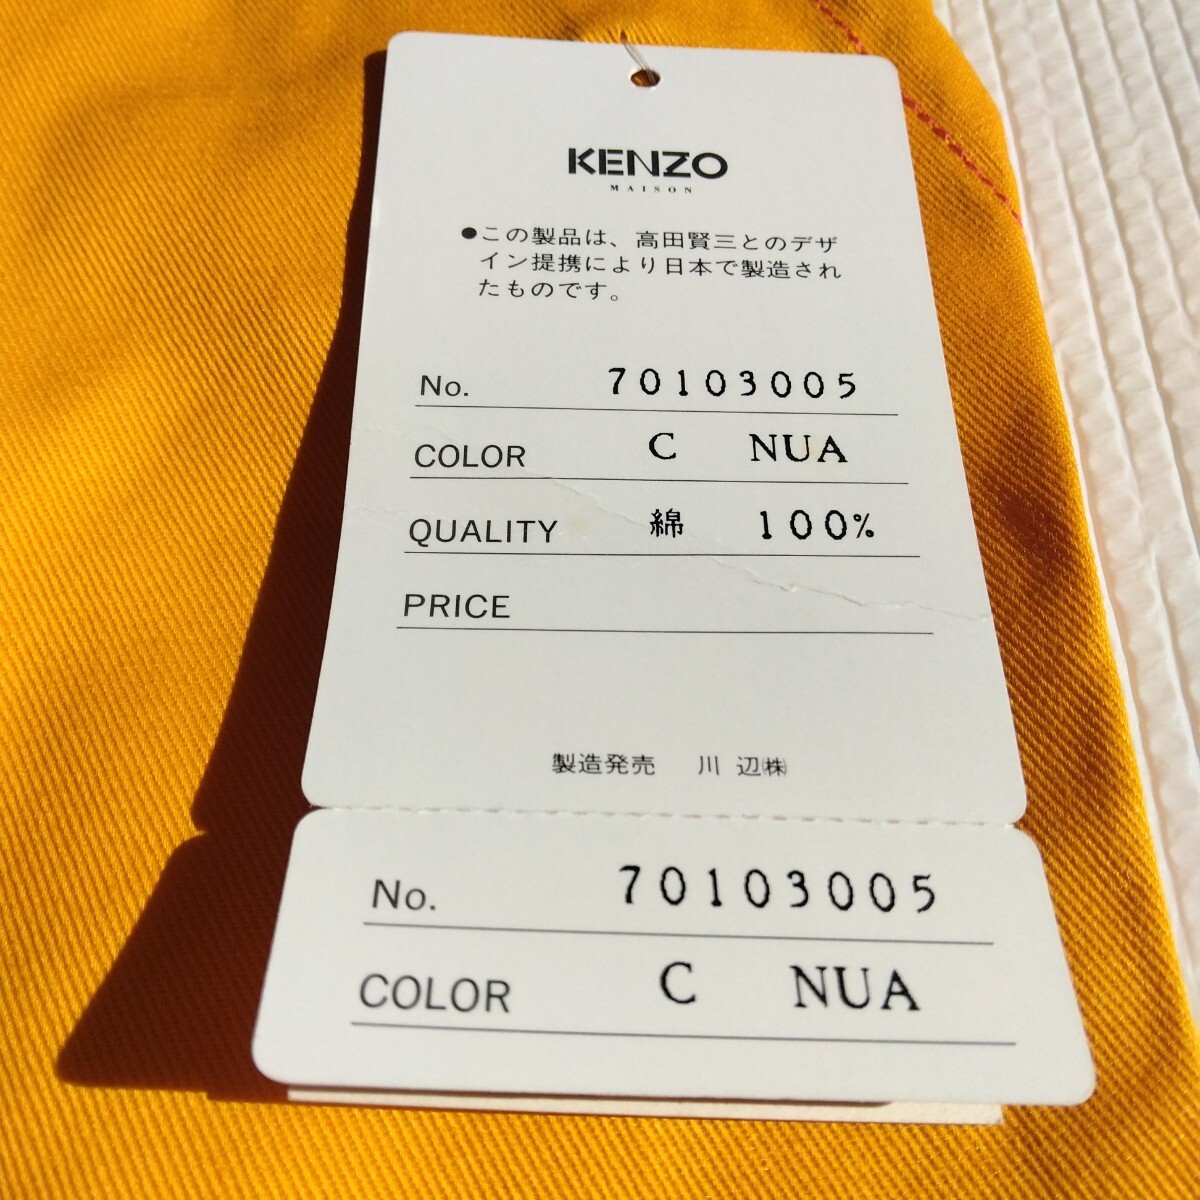 KENZO
MAISON
●この製品は、高田賢三とのデザ
イン提携により日本で製造され
たものです。
No. 70103005
COLOR C NUA
QUALITY 綿 100%
PRICE
製造発売 川辺㈱
No. 70103005
COLOR C NUA